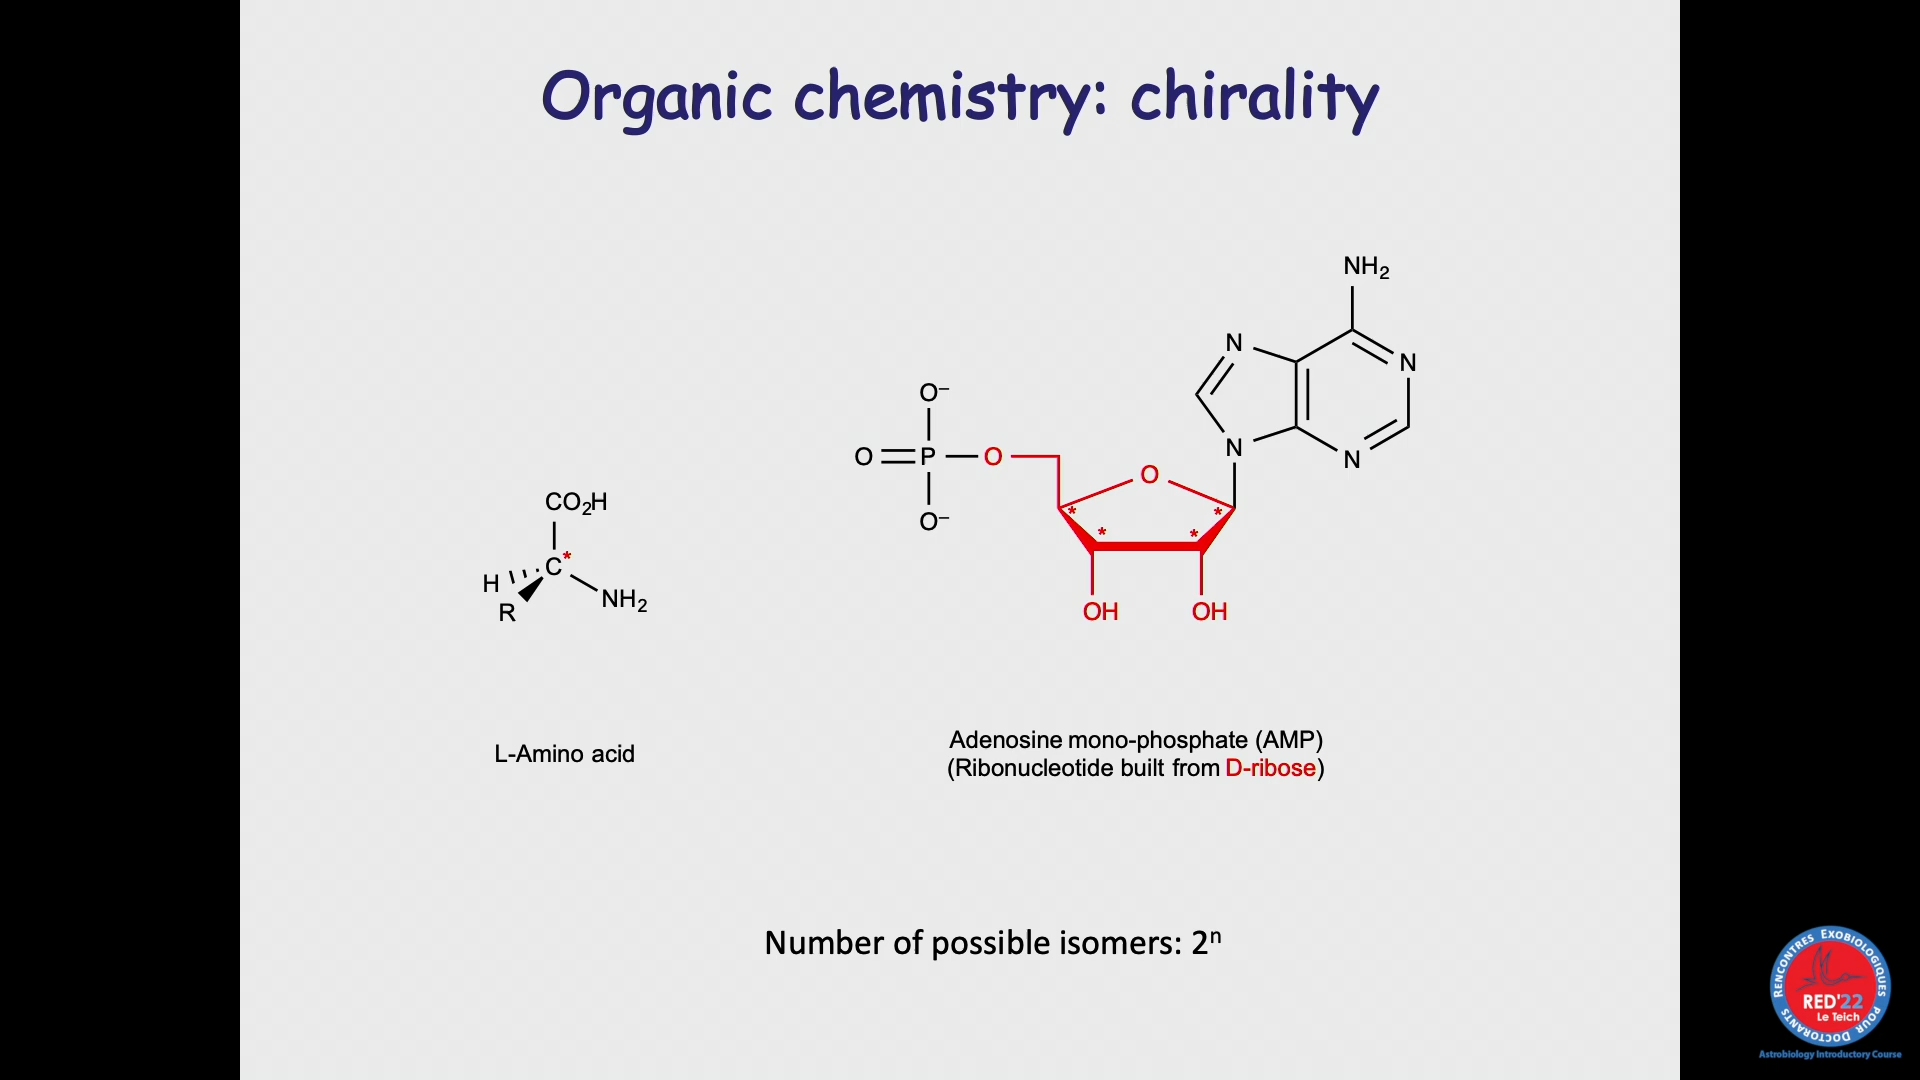 Organic chemistry: chirality
NH₂
N
N
N
N
O⁻
O
P
O
O⁻
O
*
*
*
*
OH
OH
CO₂H
C*
H
R
NH₂
L-Amino acid
Adenosine mono-phosphate (AMP)
(Ribonucleotide built from D-ribose)
Number of possible isomers: 2ⁿ
RENCONTRES EXOBIOLOGIQUES POUR DOCTORANTS
RED'22
Le Teich
Astrobiology Introductory Course